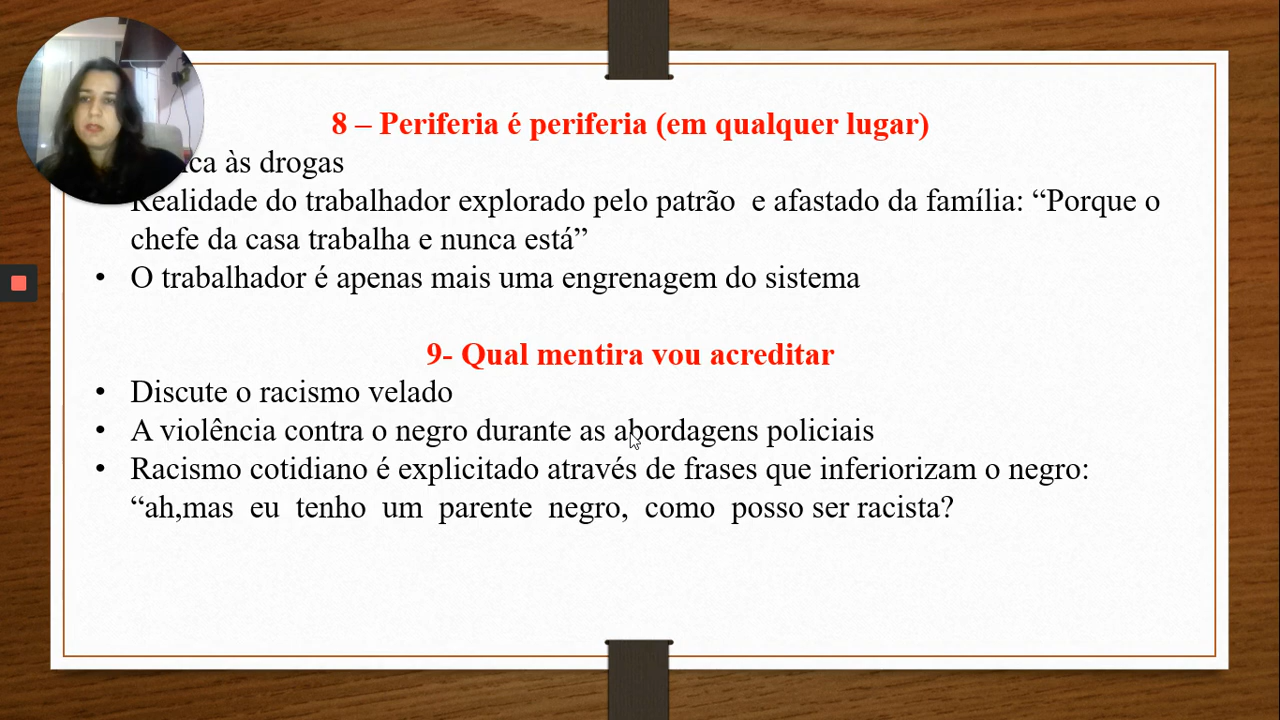 8 – Periferia é periferia (em qualquer lugar)
às drogas
Realidade do trabalhador explorado pelo patrão e afastado da família: “Porque o
chefe da casa trabalha e nunca está”
• O trabalhador é apenas mais uma engrenagem do sistema
9- Qual mentira vou acreditar
• Discute o racismo velado
• A violência contra o negro durante as abordagens policiais
• Racismo cotidiano é explicitado através de frases que inferiorizam o negro:
“ah,mas eu tenho um parente negro, como posso ser racista?